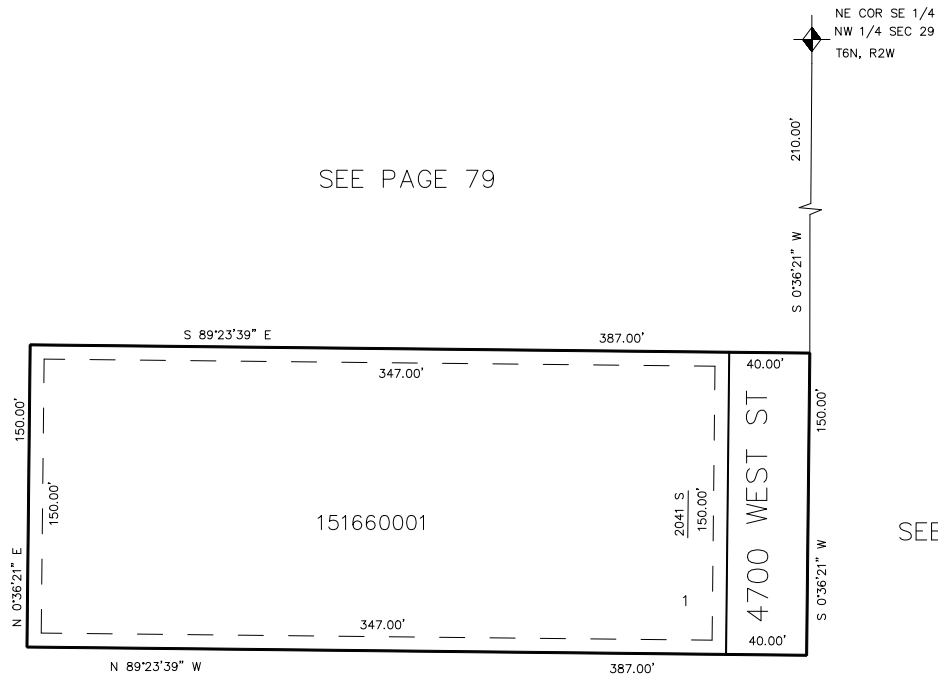 NE COR SE 1/4
NW 1/4 SEC 29
T6N, R2W
210.00'
SEE PAGE 79
S 0°36'21" W
S 89°23'39" E
387.00'
347.00'
40.00'
150.00'
150.00'
150.00'
2041 S
150.00'
4700 WEST ST
151660001
SEE
N 0°36'21" E
S 0°36'21" W
1
347.00'
40.00'
N 89°23'39" W
387.00'